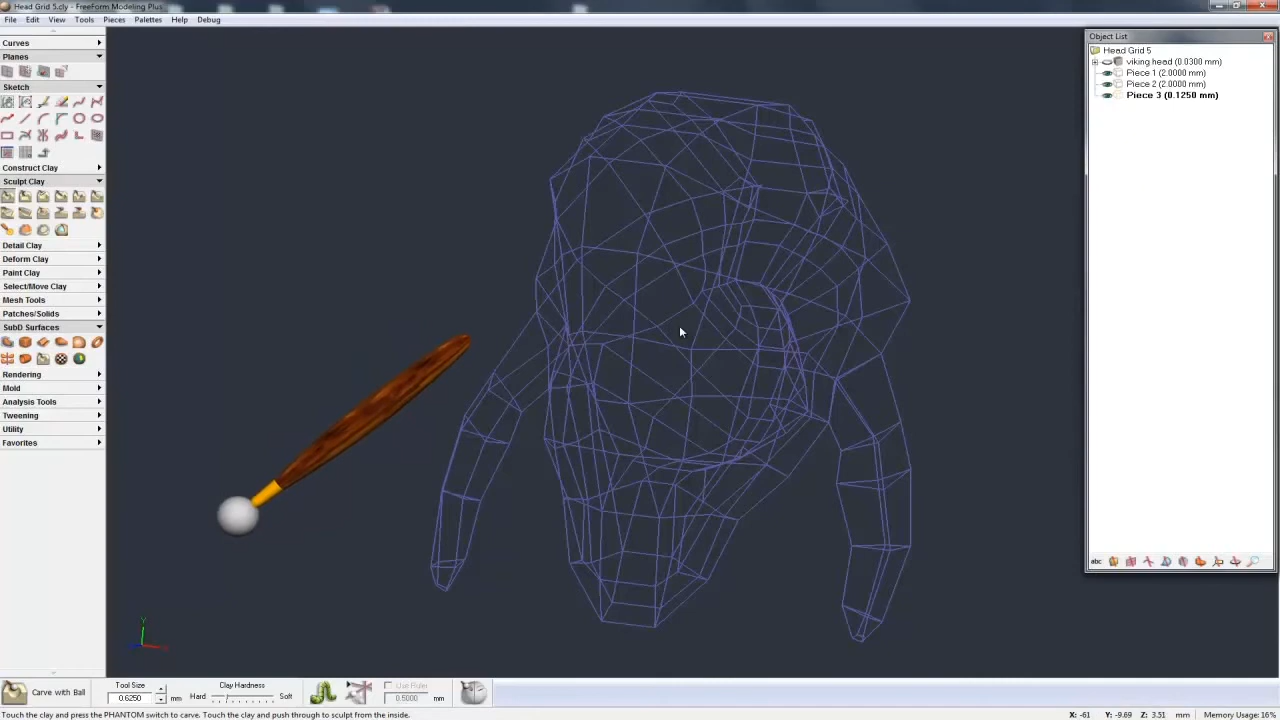 Head Grid 5.cly - FreeForm Modeling Plus
File Edit View Tools Pieces Palettes Help Debug
Curves
Planes
Sketch
Construct Clay
Sculpt Clay
Detail Clay
Deform Clay
Paint Clay
Select/Move Clay
Mesh Tools
Patches/Solids
SubD Surfaces
Rendering
Mold
Analysis Tools
Tweening
Utility
Favorites
Object List
Head Grid 5
viking head (0.0300 mm)
Piece 1 (2.0000 mm)
Piece 2 (2.0000 mm)
Piece 3 (0.1250 mm)
abc
Y
Carve with Ball
Tool Size
0.6250 mm
Clay Hardness
Hard Soft
Use Ruler
0.5000 mm
Touch the clay and press the PHANTOM switch to carve. Touch the clay and push through to sculpt from the inside.
X: -61 Y: -9.69 Z: 3.51 mm Memory Usage: 16%